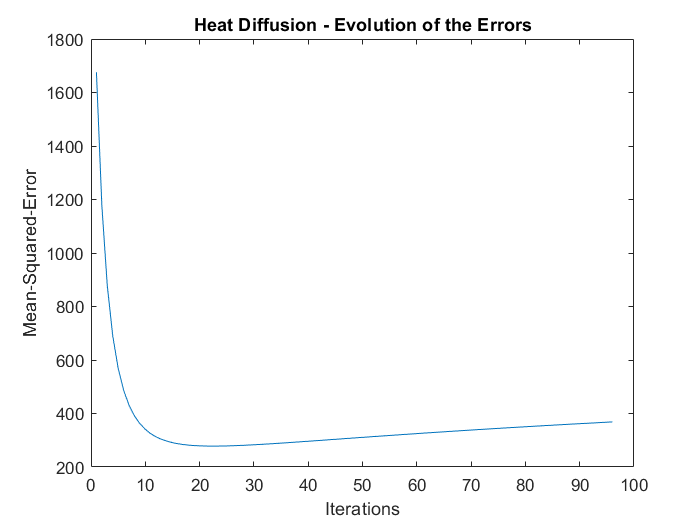 Heat Diffusion - Evolution of the Errors
1800
1600
1400
1200
1000
800
600
400
200
Mean-Squared-Error
0 10 20 30 40 50 60 70 80 90 100
Iterations